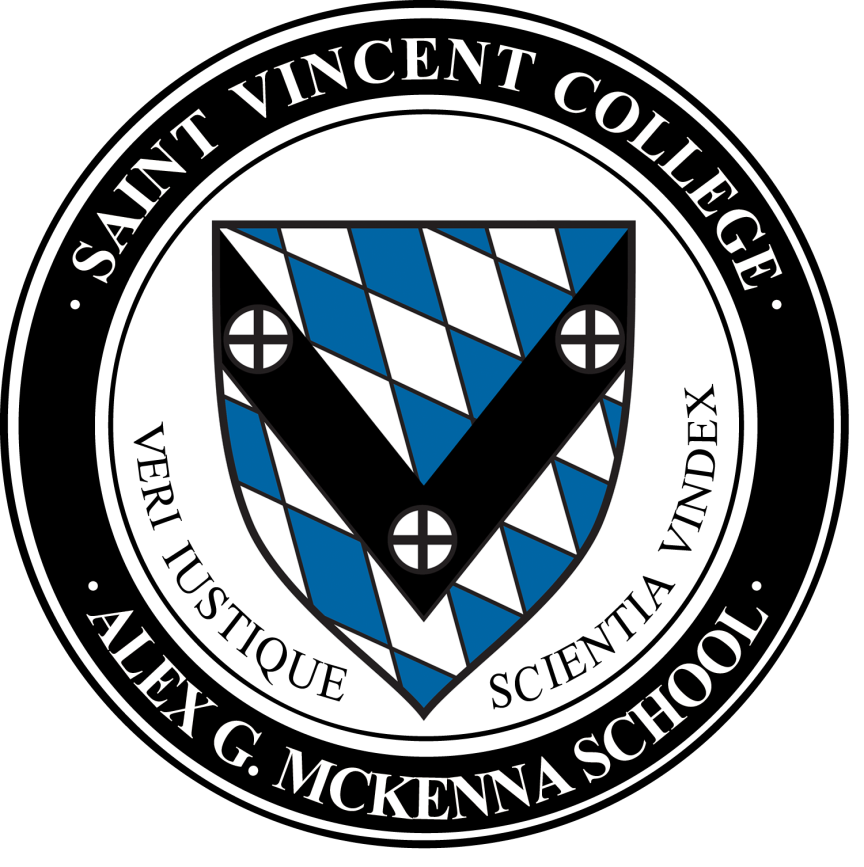 · SAINT VINCENT COLLEGE ·
VERI IUSTIQUE SCIENTIA VINDEX
· ALEX G. MCKENNA SCHOOL ·